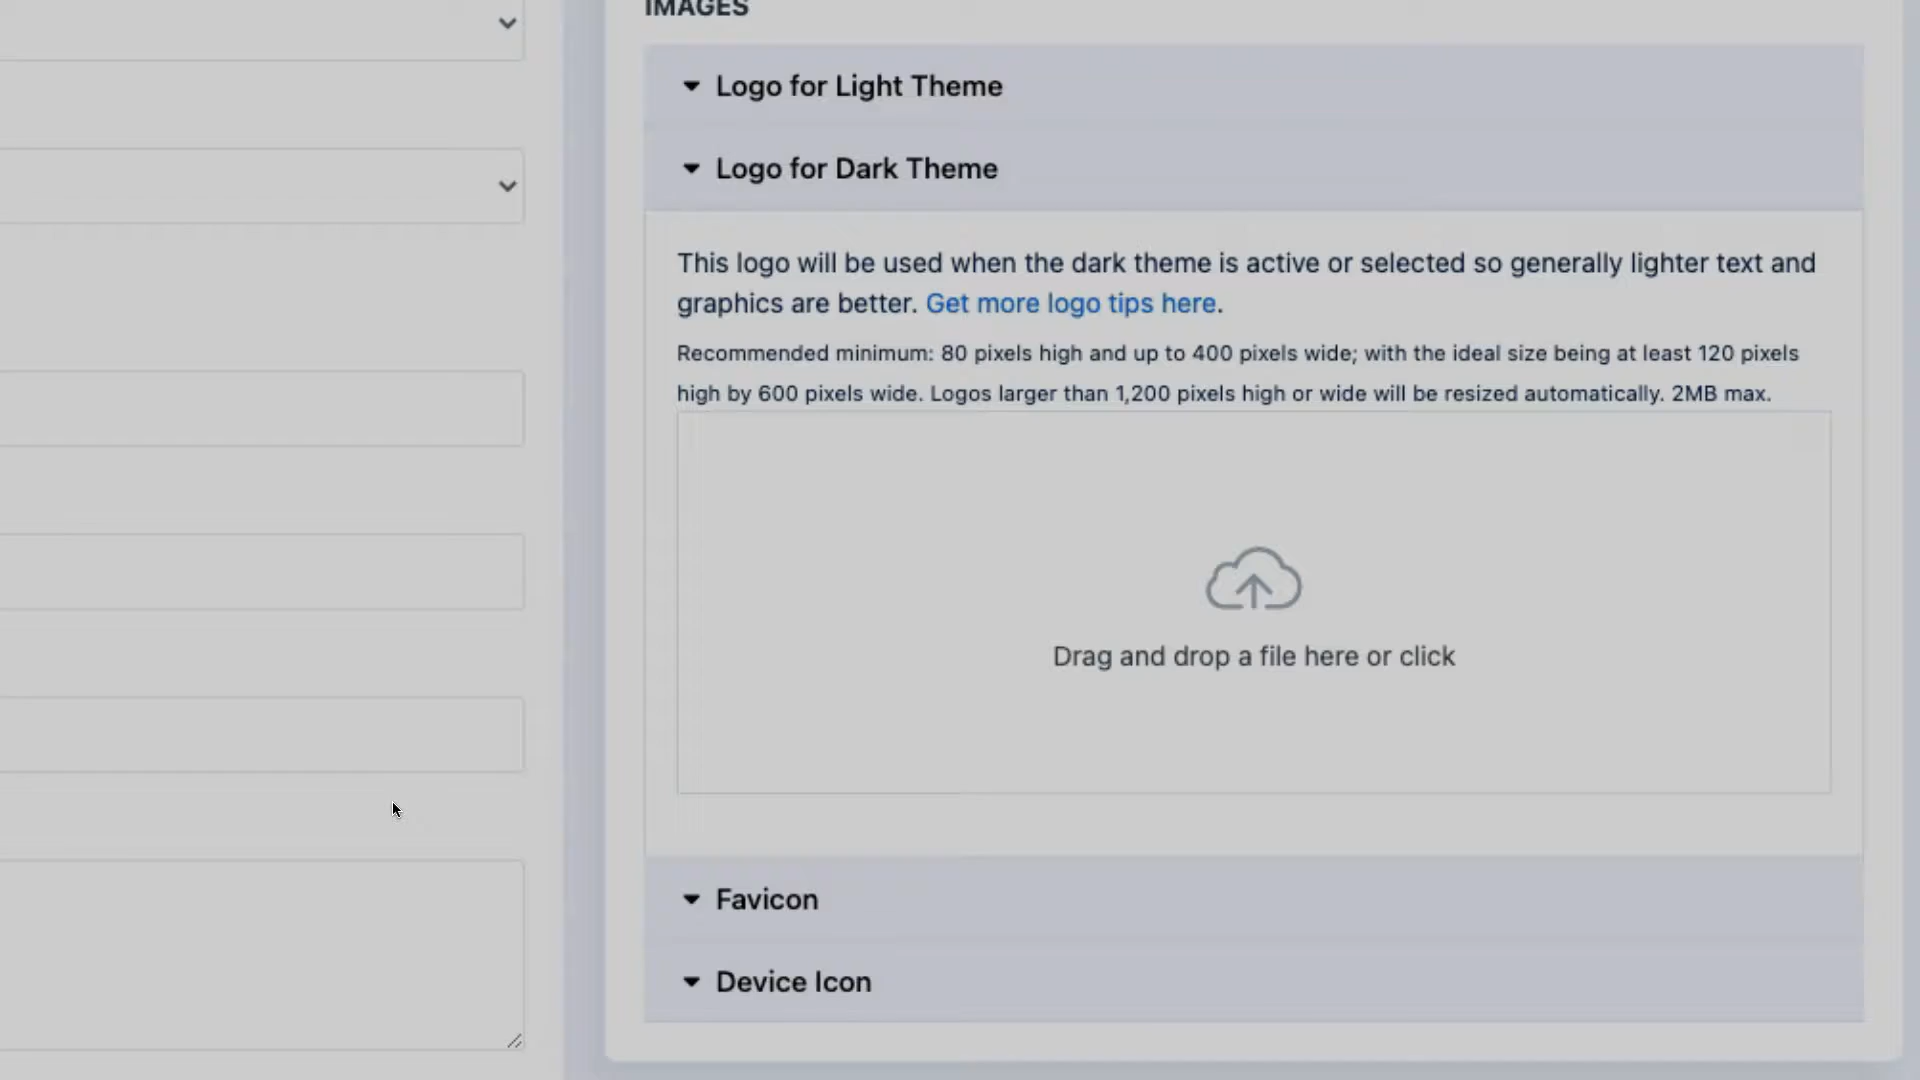 IMAGES
Logo for Light Theme
Logo for Dark Theme
This logo will be used when the dark theme is active or selected so generally lighter text and
graphics are better. Get more logo tips here.
Recommended minimum: 80 pixels high and up to 400 pixels wide; with the ideal size being at least 120 pixels
high by 600 pixels wide. Logos larger than 1,200 pixels high or wide will be resized automatically. 2MB max.
Drag and drop a file here or click
Favicon
Device Icon